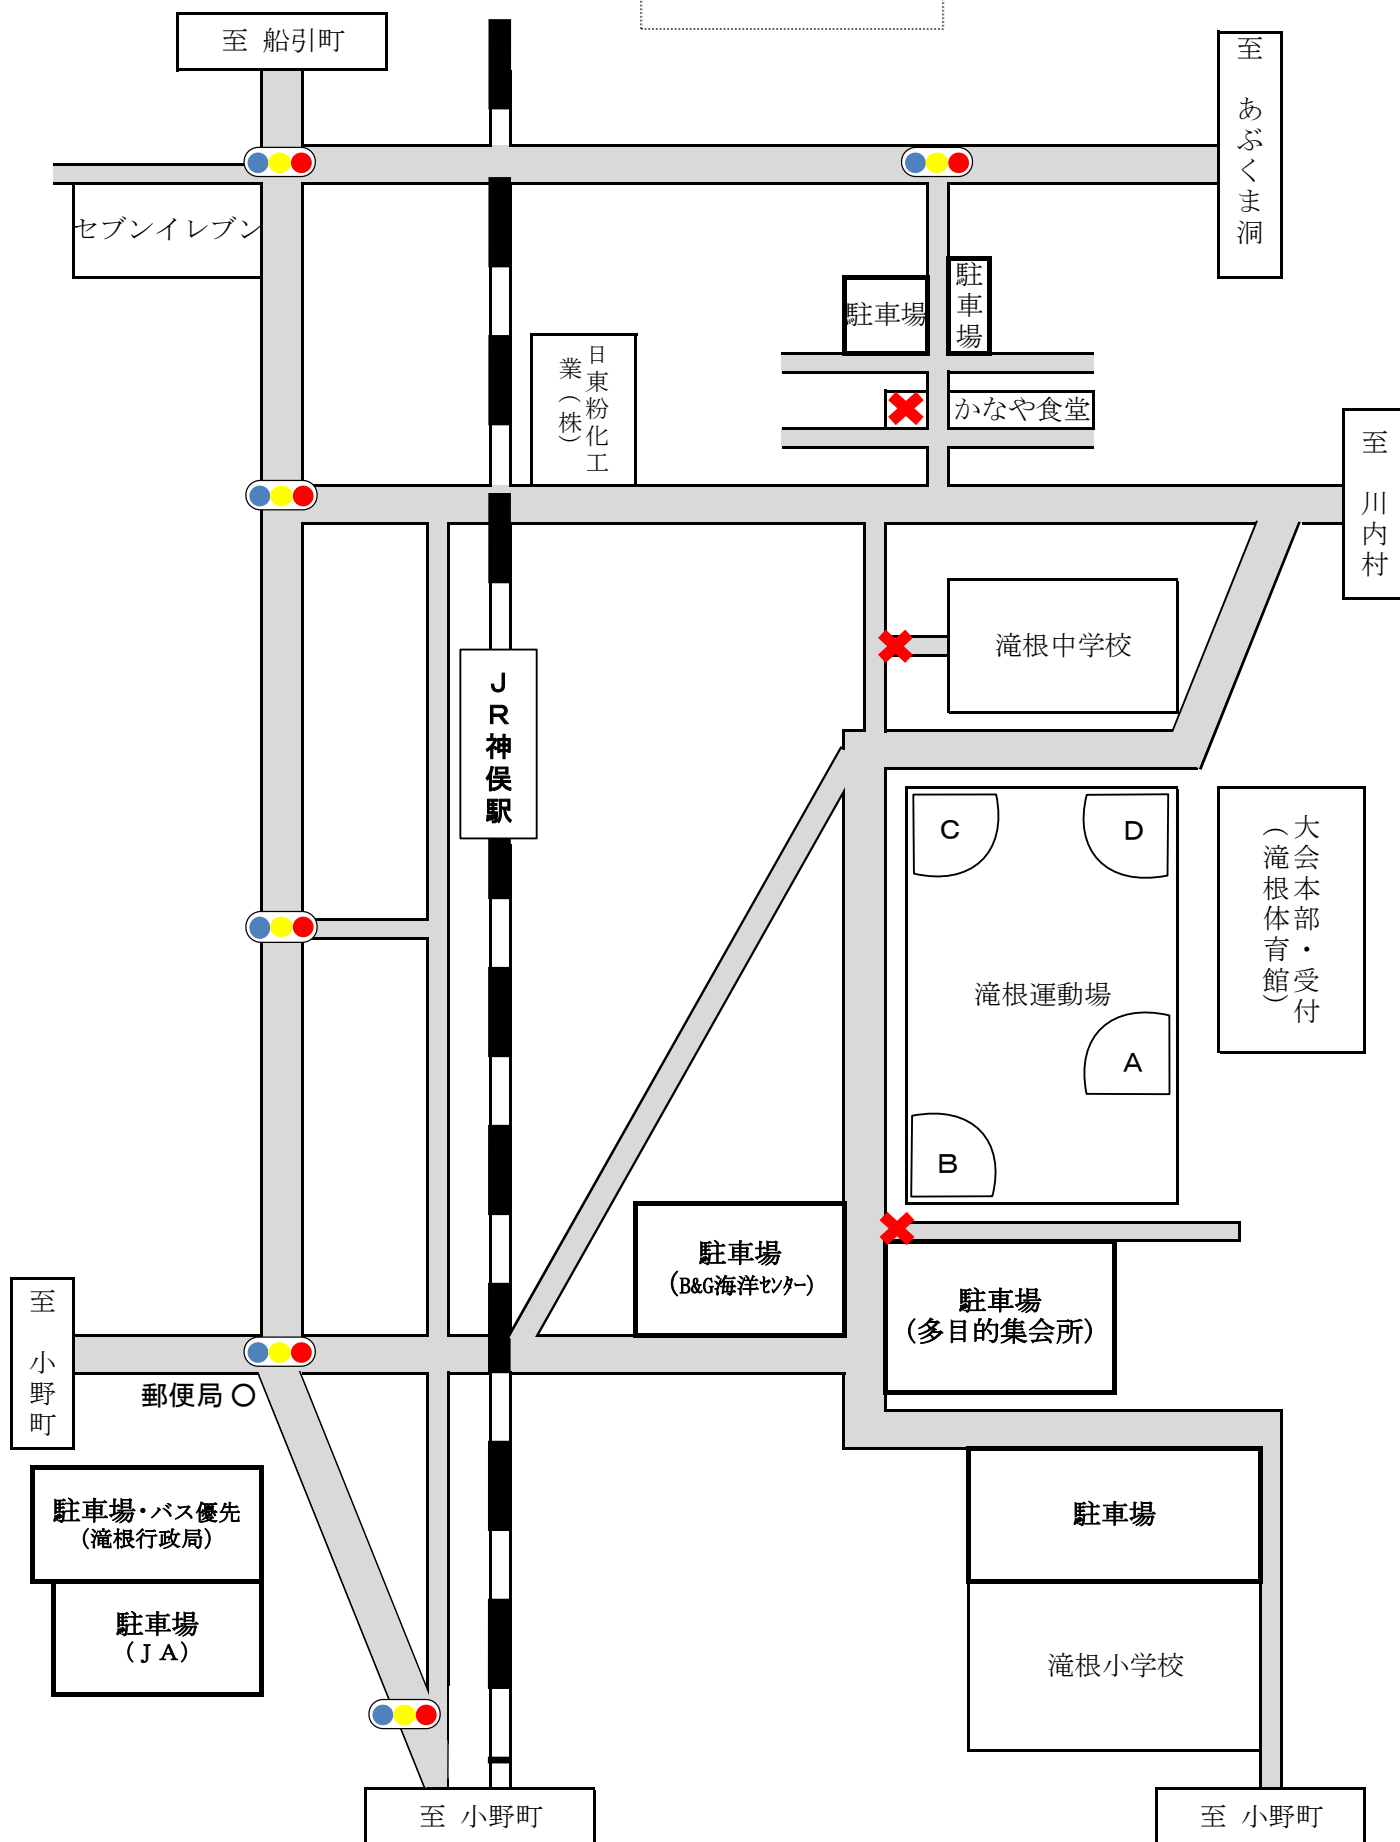 至 船引町
至 あぶくま洞
セブンイレブン
駐車場
駐車場
日東粉化工
業(株)
かなや食堂
至 川内村
滝根中学校
JR神俣駅
C
D
大会本部・受付
(滝根体育館)
滝根運動場
A
B
駐車場
(B&G海洋ｾﾝﾀｰ)
駐車場
(多目的集会所)
至 小野町
郵便局 ○
駐車場・バス優先
(滝根行政局)
駐車場
(JA)
駐車場
滝根小学校
至 小野町
至 小野町